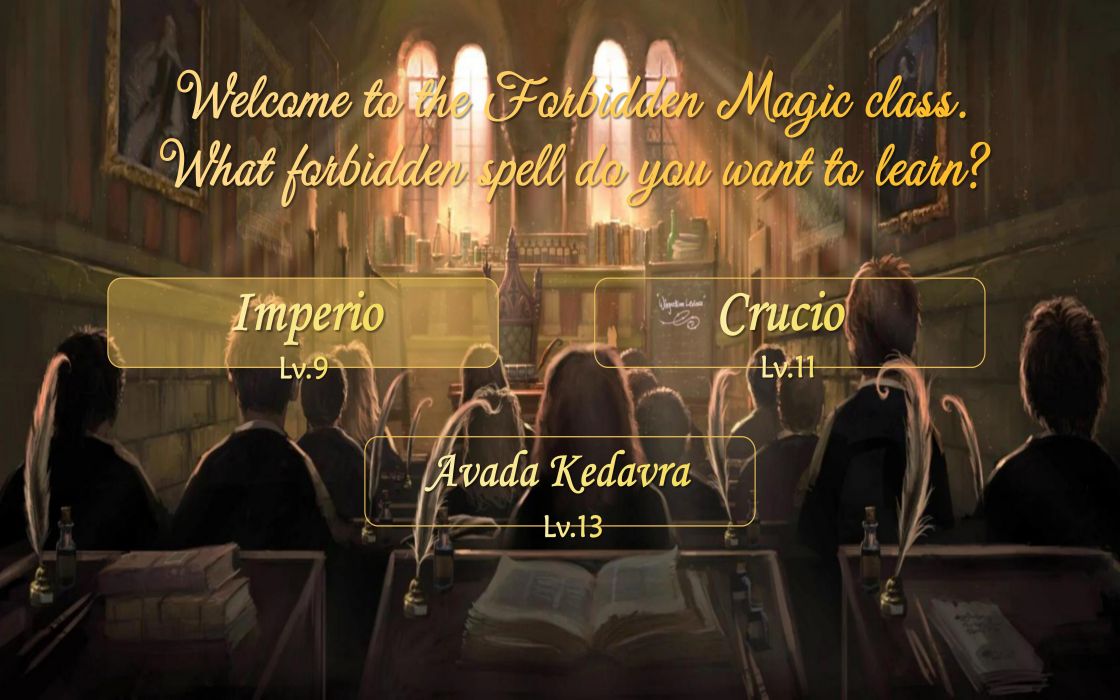 Welcome to the Forbidden Magic class.
What forbidden spell do you want to learn?
Imperio
Lv.9
Crucio
Lv.11
Avada Kedavra
Lv.13